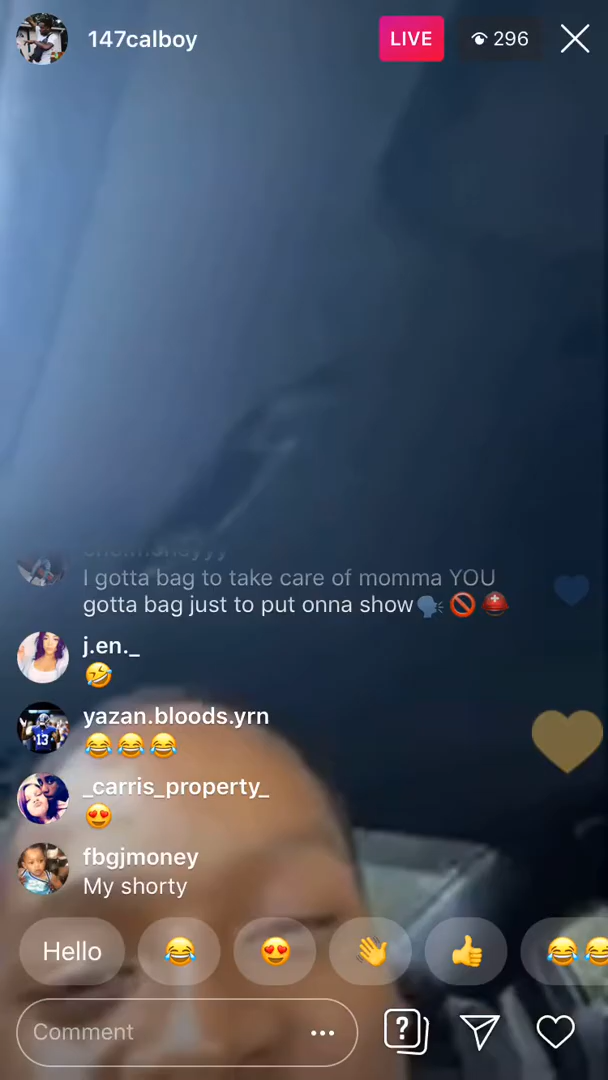 147calboy
LIVE
296
I gotta bag to take care of momma YOU
gotta bag just to put onna show🗣🚫⛑
j.en._
🤣
yazan.bloods.yrn
😂😂😂
_carris_property_
😍
fbgjmoney
My shorty
Hello 😂 😍 👋 👍 😂😂
Comment